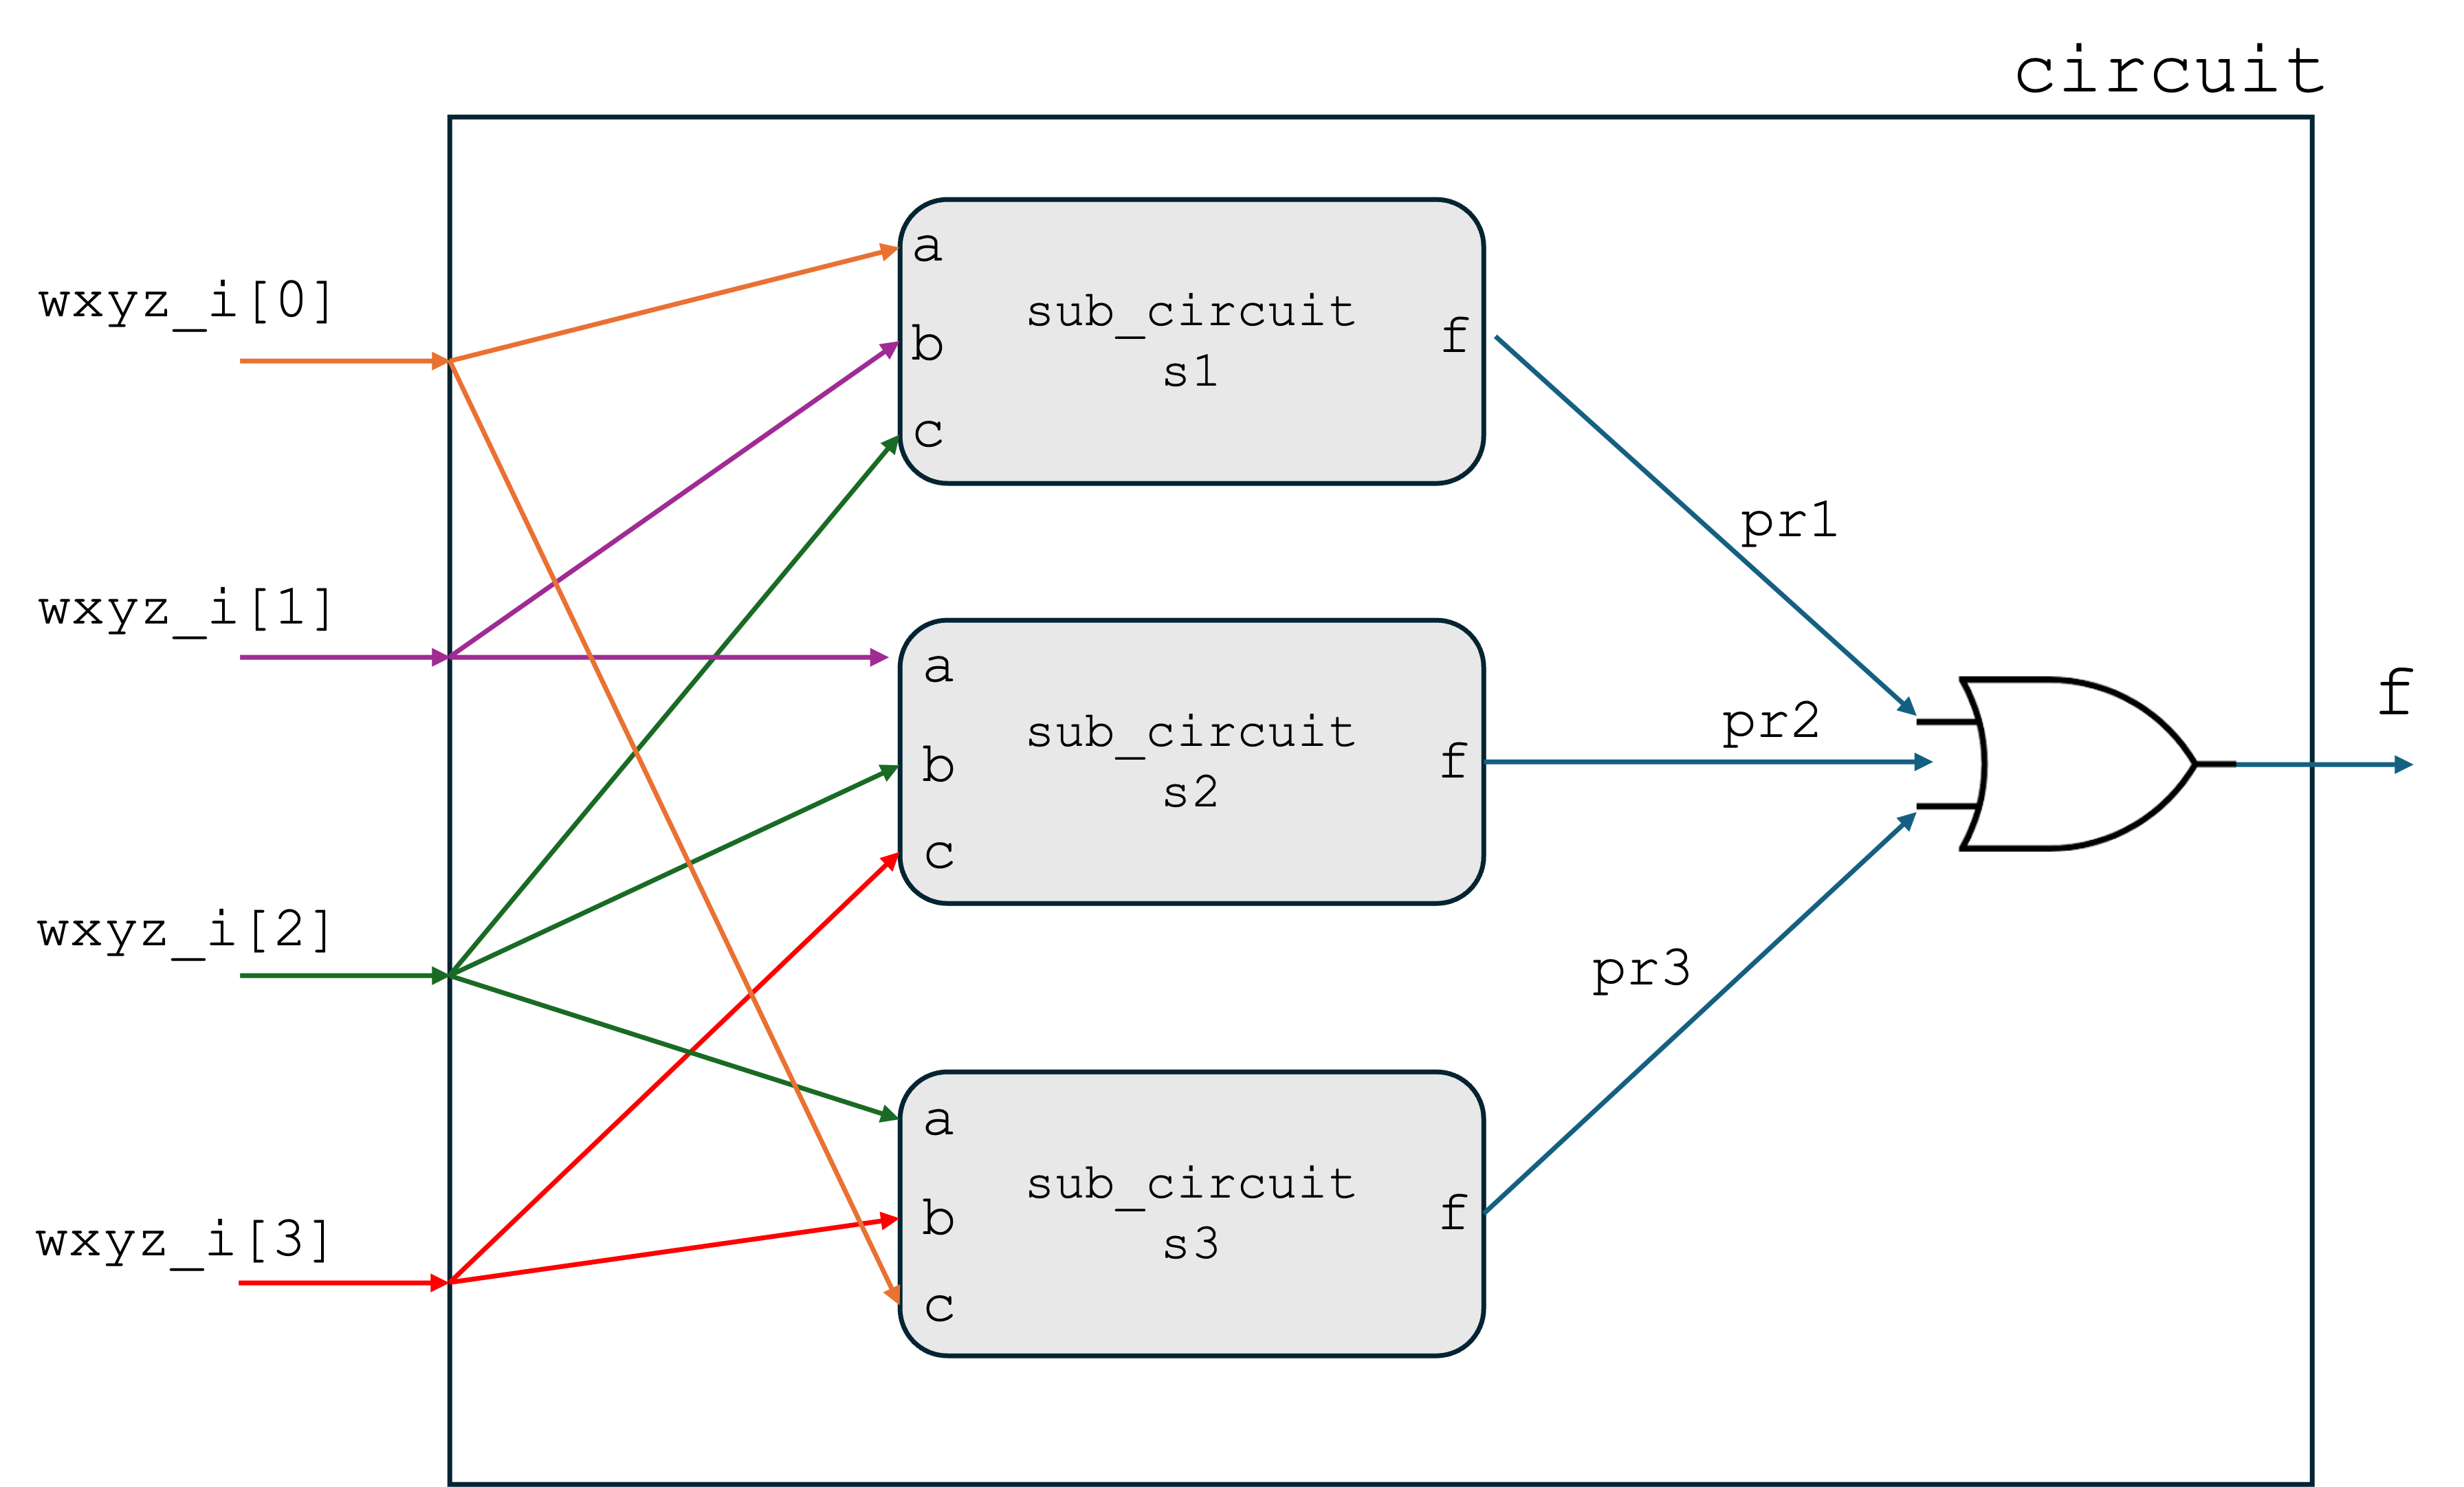 circuit
wxyz_i[0]
a
b
c
sub_circuit
s1
f
pr1
wxyz_i[1]
a
b
c
sub_circuit
s2
f
pr2
f
wxyz_i[2]
pr3
a
b
c
sub_circuit
s3
f
wxyz_i[3]